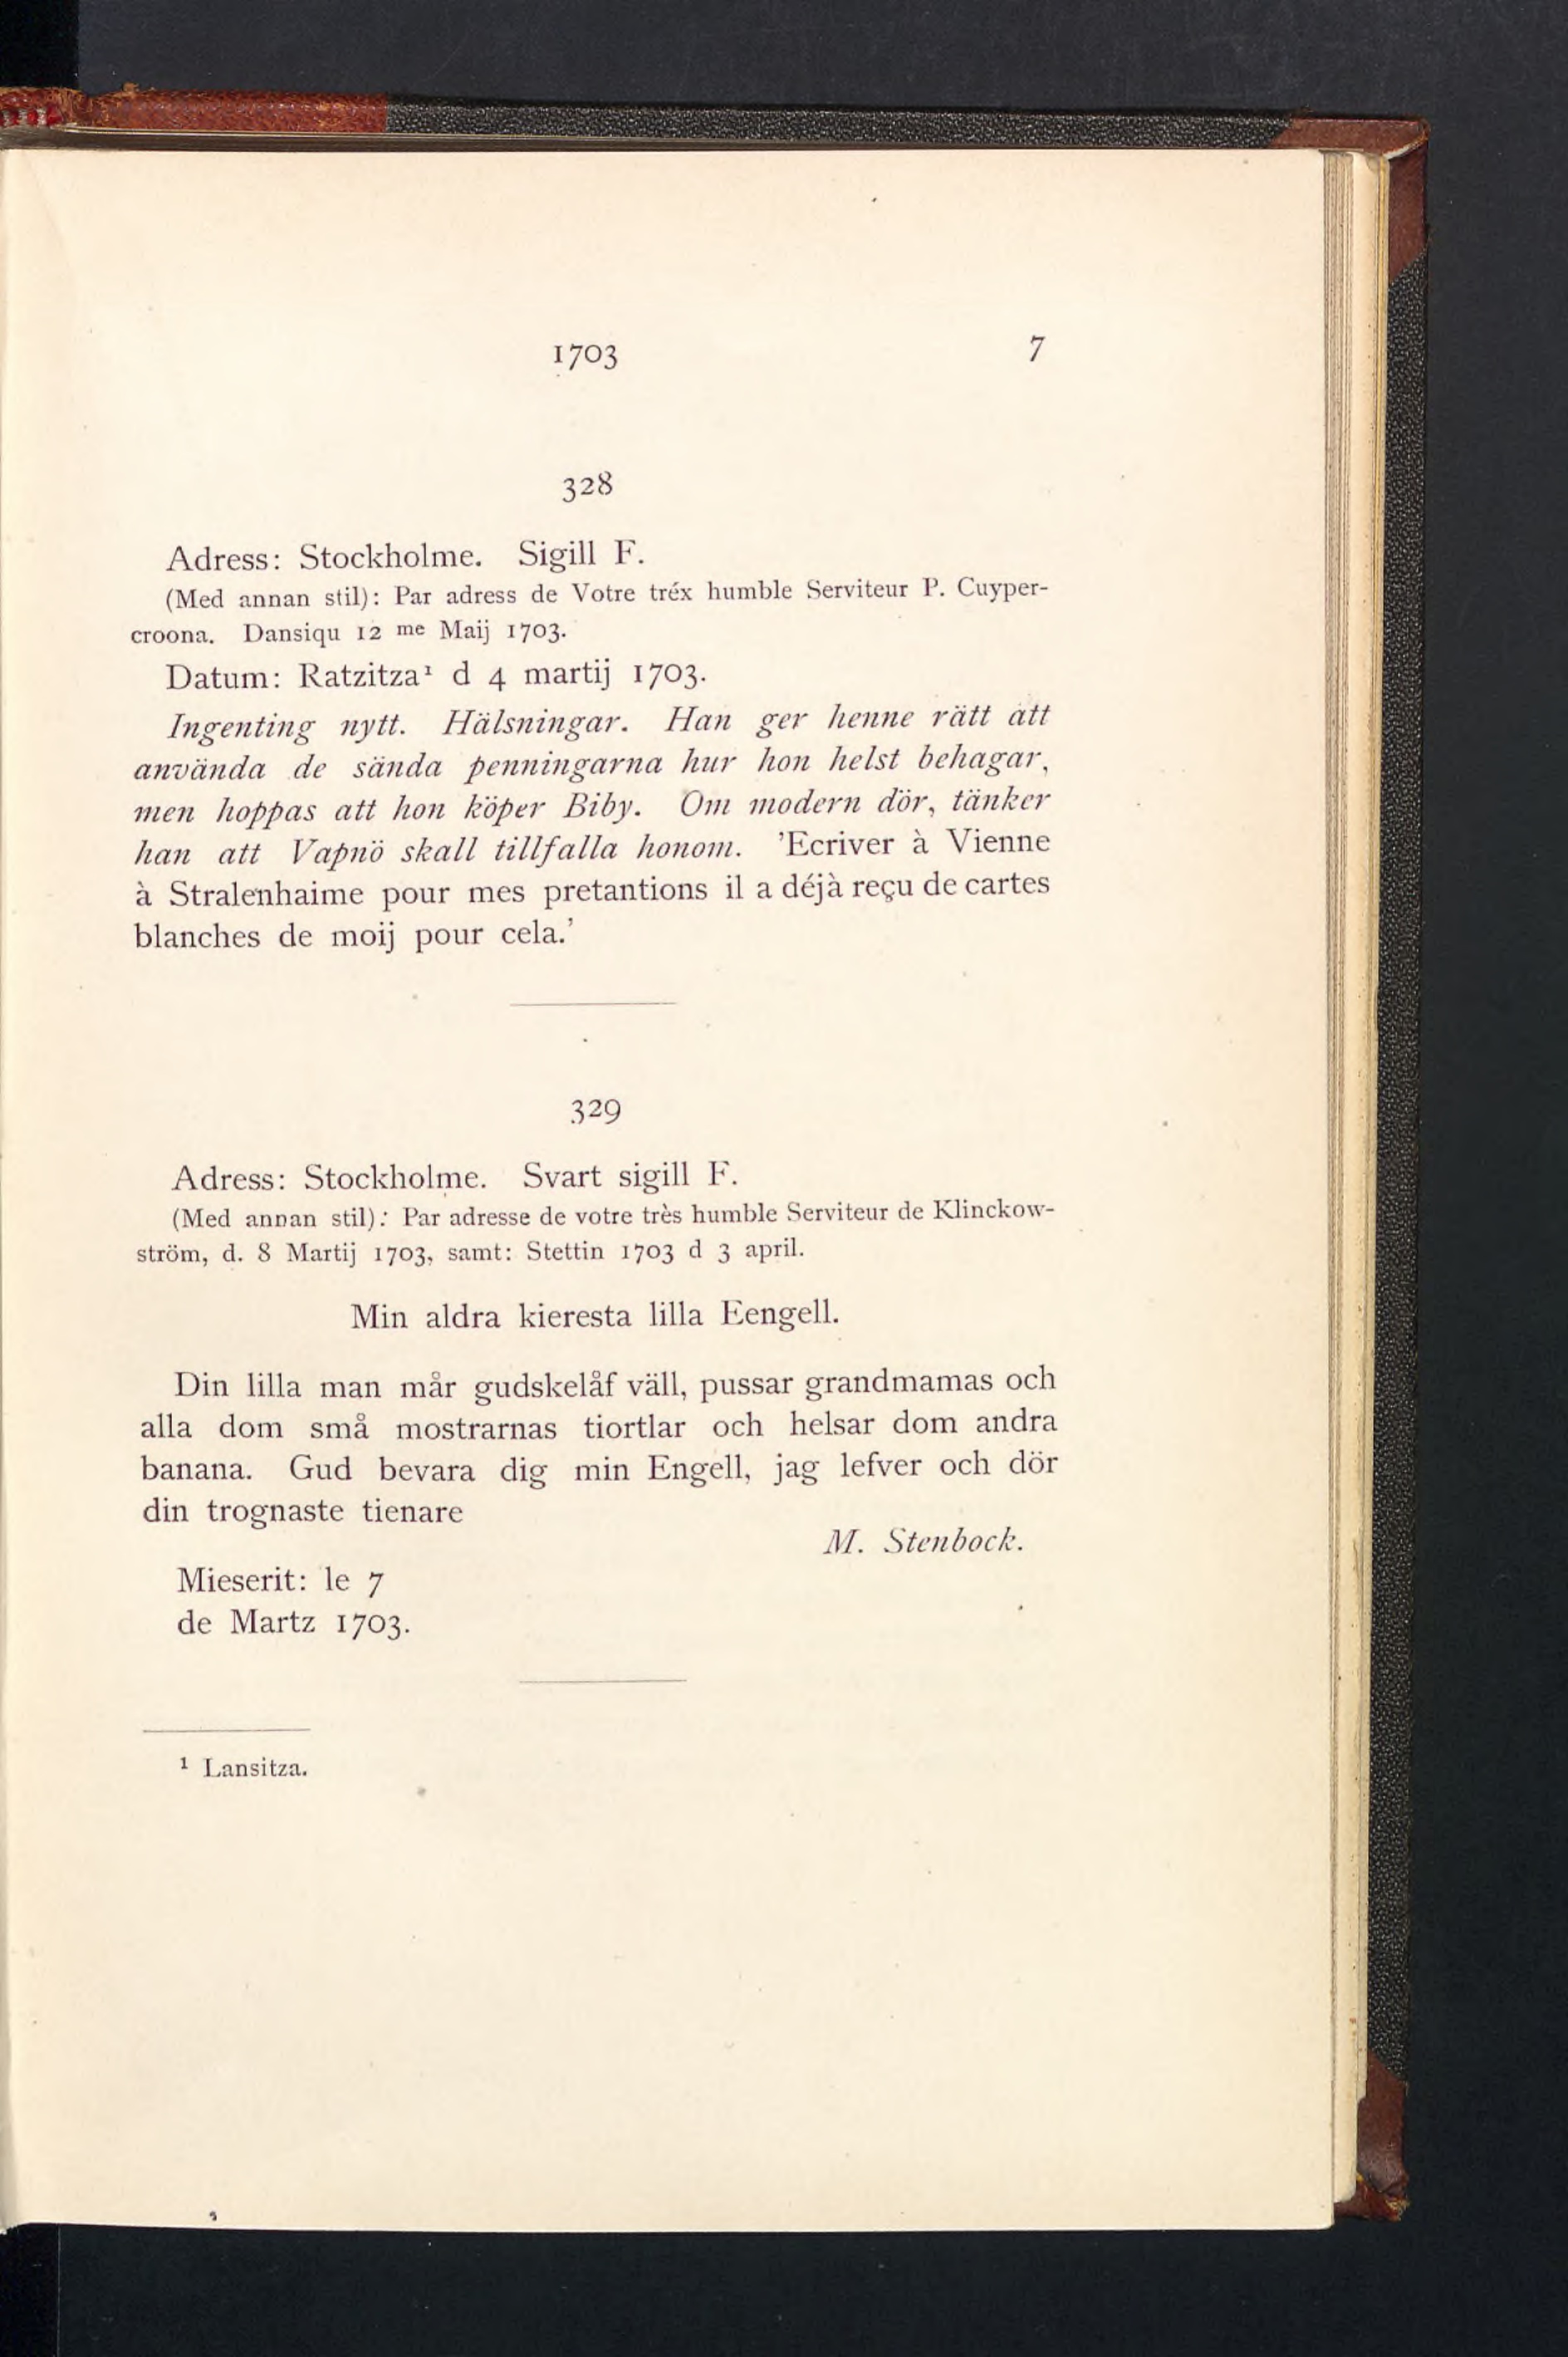 1703 7
328
Adress: Stockholme. Sigill F.
(Med annan stil): Par adress de Votre tréx humble Serviteur P. Cuyper-
croona. Dansiqu 12 me Maij 1703.
Datum: Ratzitza¹ d 4 martij 1703.
Ingenting nytt. Hälsningar. Han ger henne rätt att
använda de sända penningarna hur hon helst behagar,
men hoppas att hon köper Biby. Om modern dör, tänker
han att Vapnö skall tillfalla honom. 'Ecriver à Vienne
à Stralenhaime pour mes pretantions il a déjà reçu de cartes
blanches de moij pour cela.'
329
Adress: Stockholme. Svart sigill F.
(Med annan stil): Par adresse de votre très humble Serviteur de Klinckow-
ström, d. 8 Martij 1703, samt: Stettin 1703 d 3 april.
Min aldra kieresta lilla Eengell.
Din lilla man mår gudskelåf väll, pussar grandmamas och
alla dom små mostrarnas tiortlar och helsar dom andra
banana. Gud bevara dig min Engell, jag lefver och dör
din trognaste tienare
M. Stenbock.
Mieserit: le 7
de Martz 1703.
¹ Lansitza.